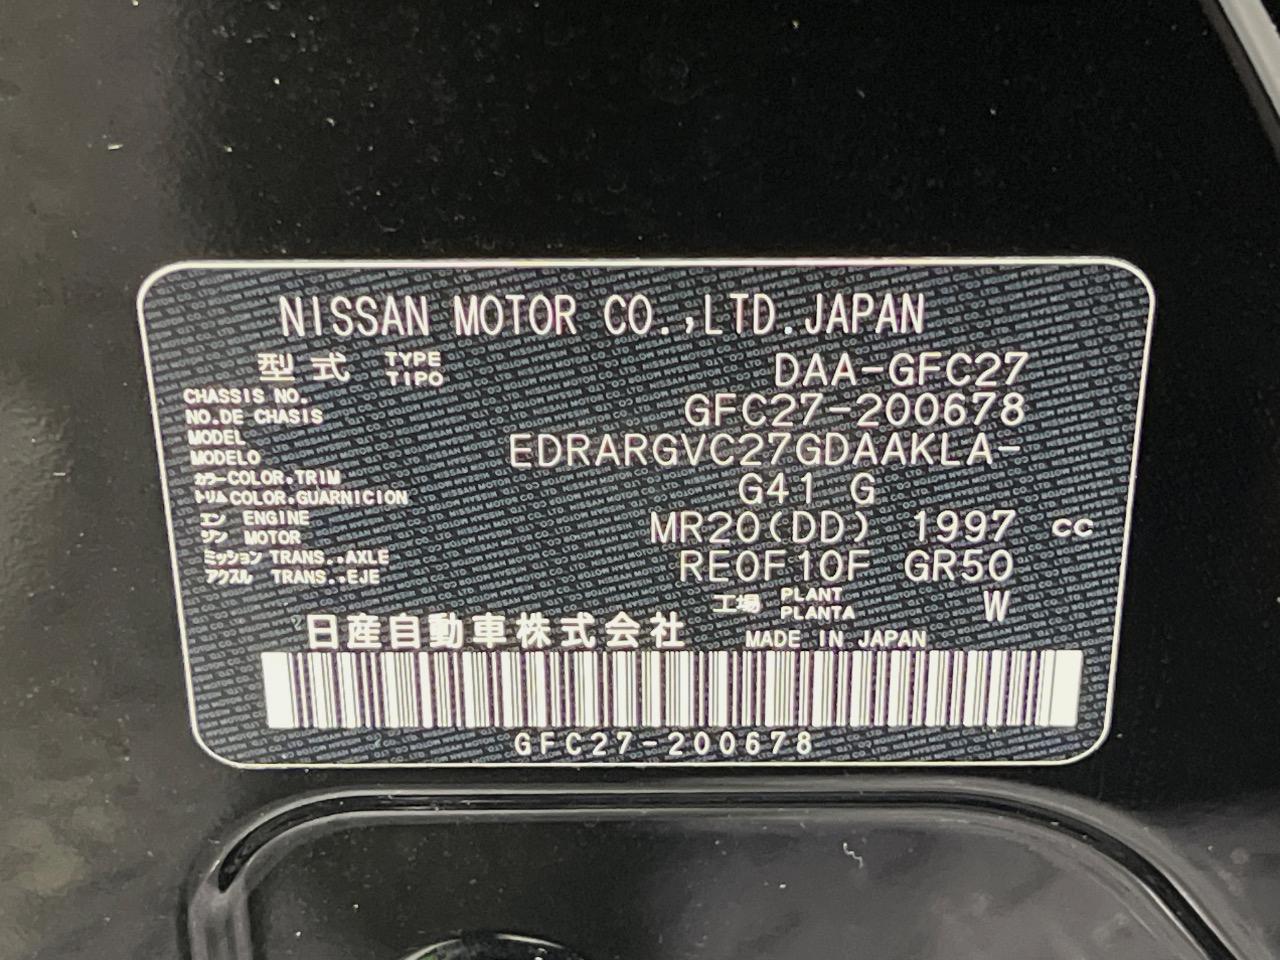 NISSAN MOTOR CO.,LTD.JAPAN
型式 TYPE TIPO DAA-GFC27
CHASSIS NO.
NO.DE CHASIS GFC27-200678
MODEL
MODELO EDRARGVC27GDAAKLA-
カラー COLOR.TRIM
トリム COLOR.GUARNICION G41 G
エン ENGINE
ジン MOTOR MR20(DD) 1997 cc
ミッション TRANS..AXLE
アクスル TRANS..EJE RE0F10F GR50
工場 PLANT PLANTA W
日産自動車株式会社 MADE IN JAPAN
GFC27-200678